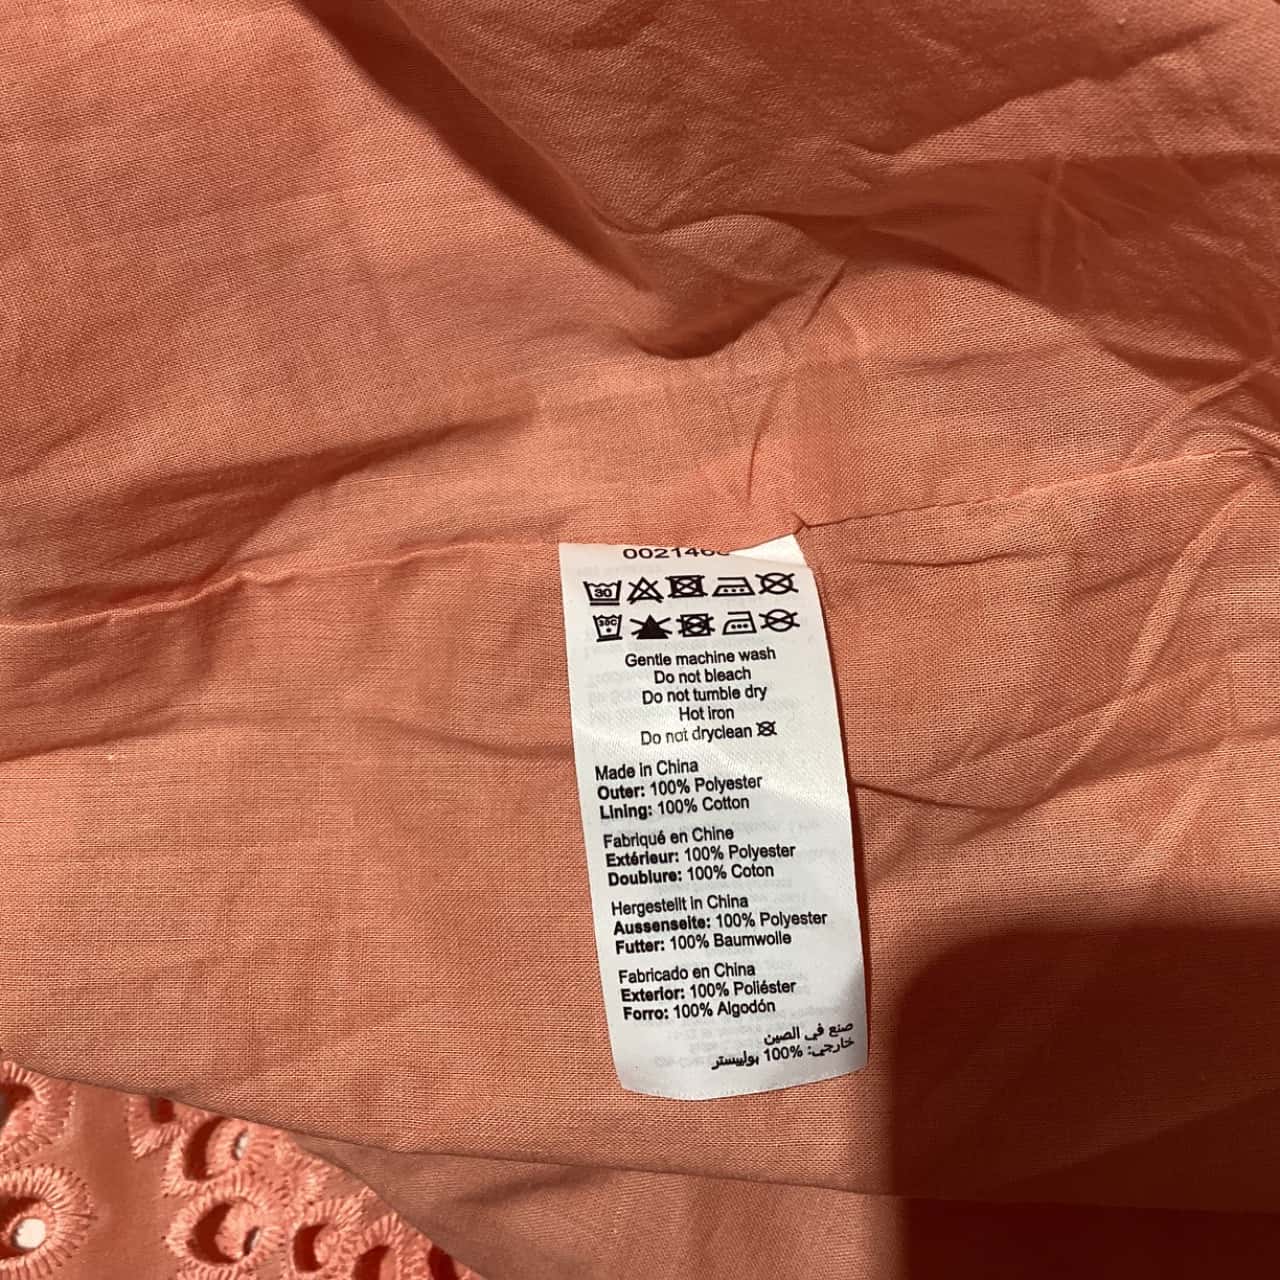 30
30C
Gentle machine wash
Do not bleach
Do not tumble dry
Hot iron
Do not dryclean
Made in China
Outer: 100% Polyester
Lining: 100% Cotton
Fabriqué en Chine
Extérieur: 100% Polyester
Doublure: 100% Coton
Hergestellt in China
Aussenseite: 100% Polyester
Futter: 100% Baumwolle
Fabricado en China
Exterior: 100% Poliéster
Forro: 100% Algodón
صنع في الصين
خارجي: 100% بوليستر